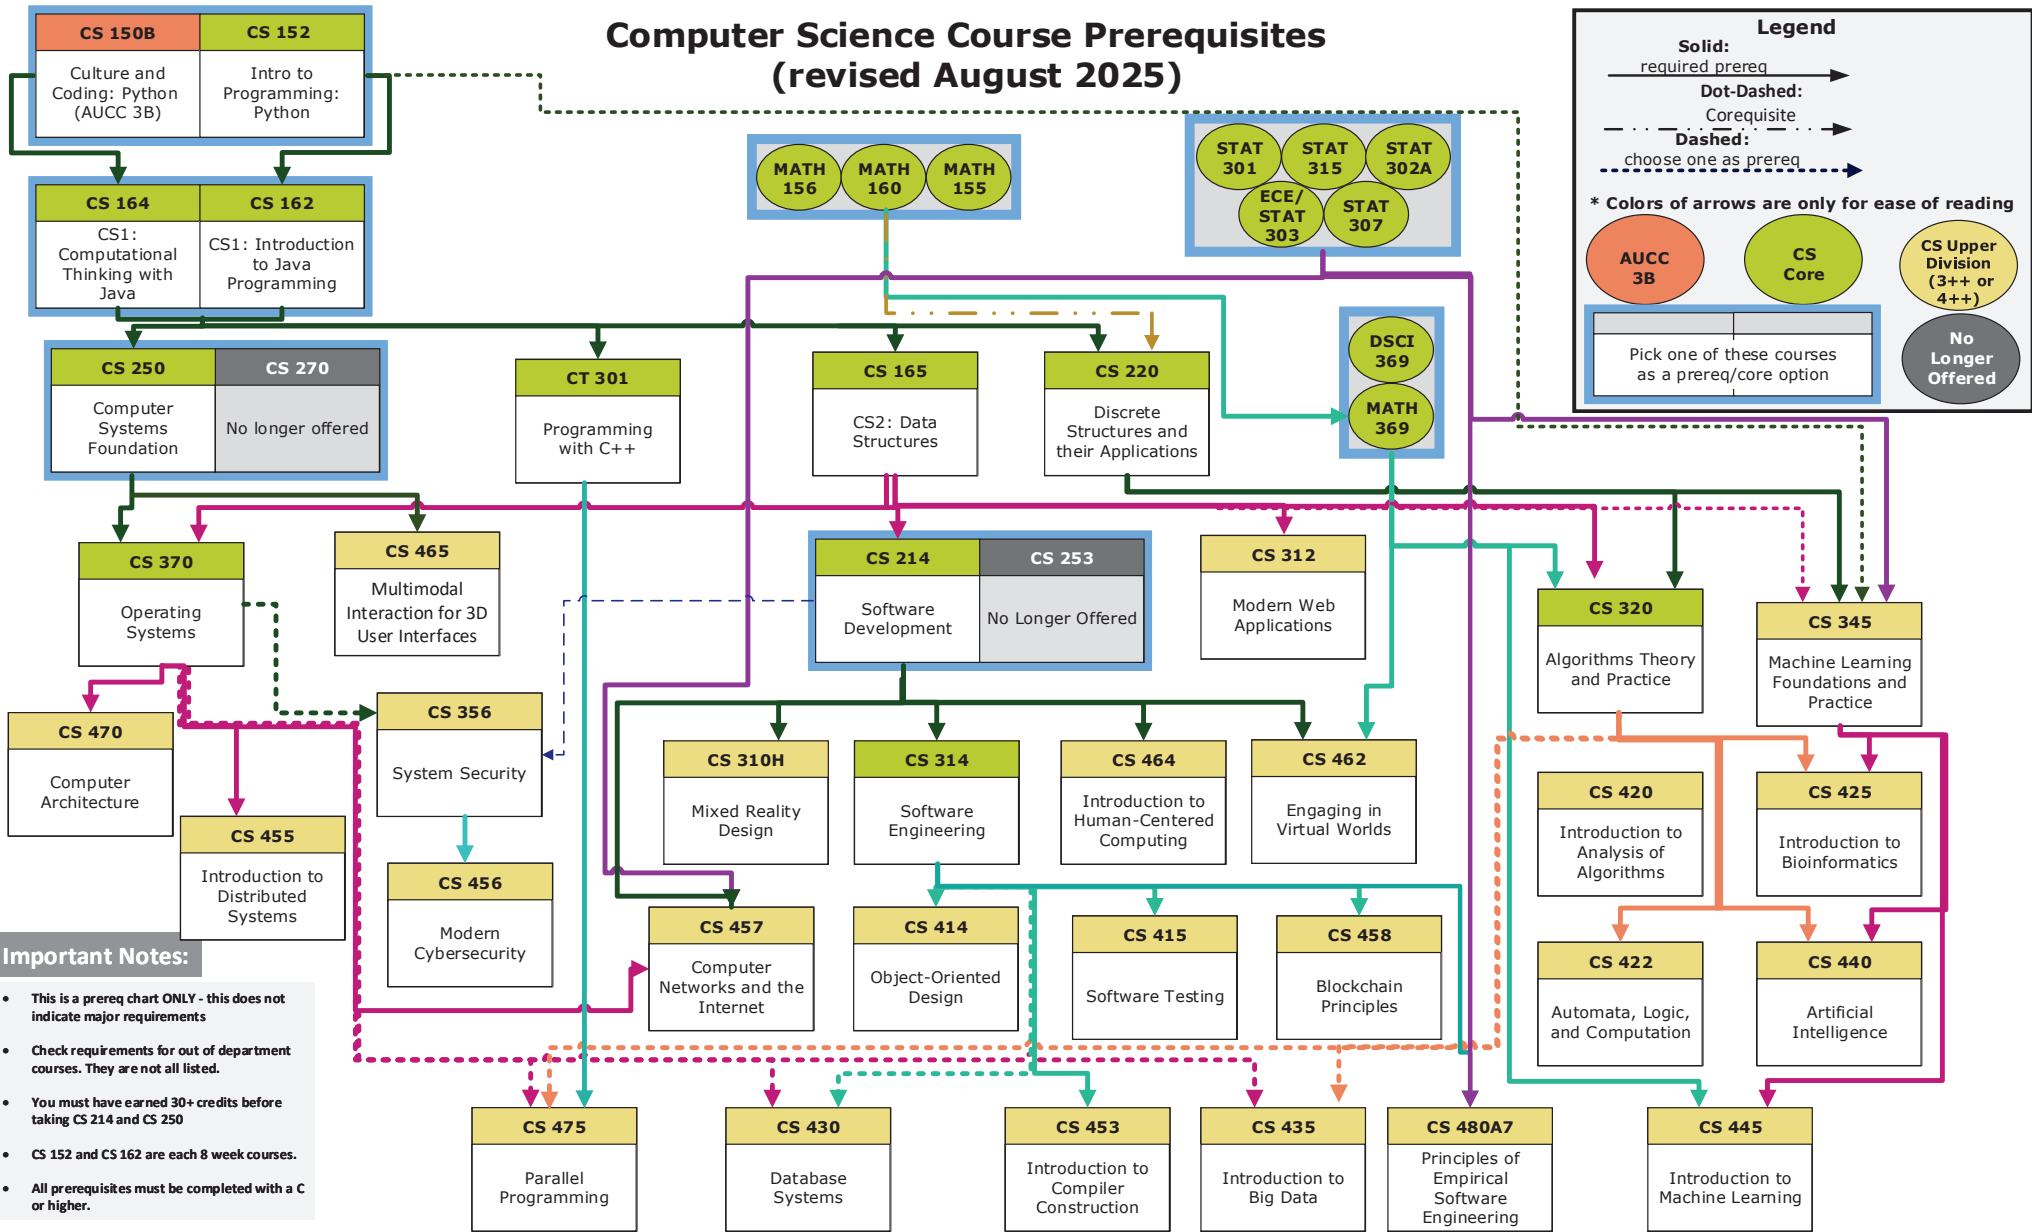 Computer Science Course Prerequisites
(revised August 2025)
CS 150B
Culture and
Coding: Python
(AUCC 3B)
CS 152
Intro to
Programming:
Python
CS 164
CS1:
Computational
Thinking with
Java
CS 162
CS1: Introduction
to Java
Programming
MATH
156
MATH
160
MATH
155
STAT
301
STAT
315
STAT
302A
ECE/
STAT
303
STAT
307
Legend
Solid:
required prereq
Dot-Dashed:
Corequisite
Dashed:
choose one as prereq
* Colors of arrows are only for ease of reading
AUCC
3B
CS
Core
CS Upper
Division
(3++ or
4++)
Pick one of these courses
as a prereq/core option
No
Longer
Offered
CS 250
Computer
Systems
Foundation
CS 270
No longer offered
CT 301
Programming
with C++
CS 165
CS2: Data
Structures
CS 220
Discrete
Structures and
their Applications
DSCI
369
MATH
369
CS 370
Operating
Systems
CS 465
Multimodal
Interaction for 3D
User Interfaces
CS 214
Software
Development
CS 253
No Longer Offered
CS 312
Modern Web
Applications
CS 320
Algorithms Theory
and Practice
CS 345
Machine Learning
Foundations and
Practice
CS 470
Computer
Architecture
CS 356
System Security
CS 310H
Mixed Reality
Design
CS 314
Software
Engineering
CS 464
Introduction to
Human-Centered
Computing
CS 462
Engaging in
Virtual Worlds
CS 420
Introduction to
Analysis of
Algorithms
CS 425
Introduction to
Bioinformatics
CS 455
Introduction to
Distributed
Systems
CS 456
Modern
Cybersecurity
CS 457
Computer
Networks and the
Internet
CS 414
Object-Oriented
Design
CS 415
Software Testing
CS 458
Blockchain
Principles
CS 422
Automata, Logic,
and Computation
CS 440
Artificial
Intelligence
Important Notes:
• This is a prereq chart ONLY - this does not
indicate major requirements
• Check requirements for out of department
courses. They are not all listed.
• You must have earned 30+ credits before
taking CS 214 and CS 250
• CS 152 and CS 162 are each 8 week courses.
• All prerequisites must be completed with a C
or higher.
CS 475
Parallel
Programming
CS 430
Database
Systems
CS 453
Introduction to
Compiler
Construction
CS 435
Introduction to
Big Data
CS 480A7
Principles of
Empirical
Software
Engineering
CS 445
Introduction to
Machine Learning